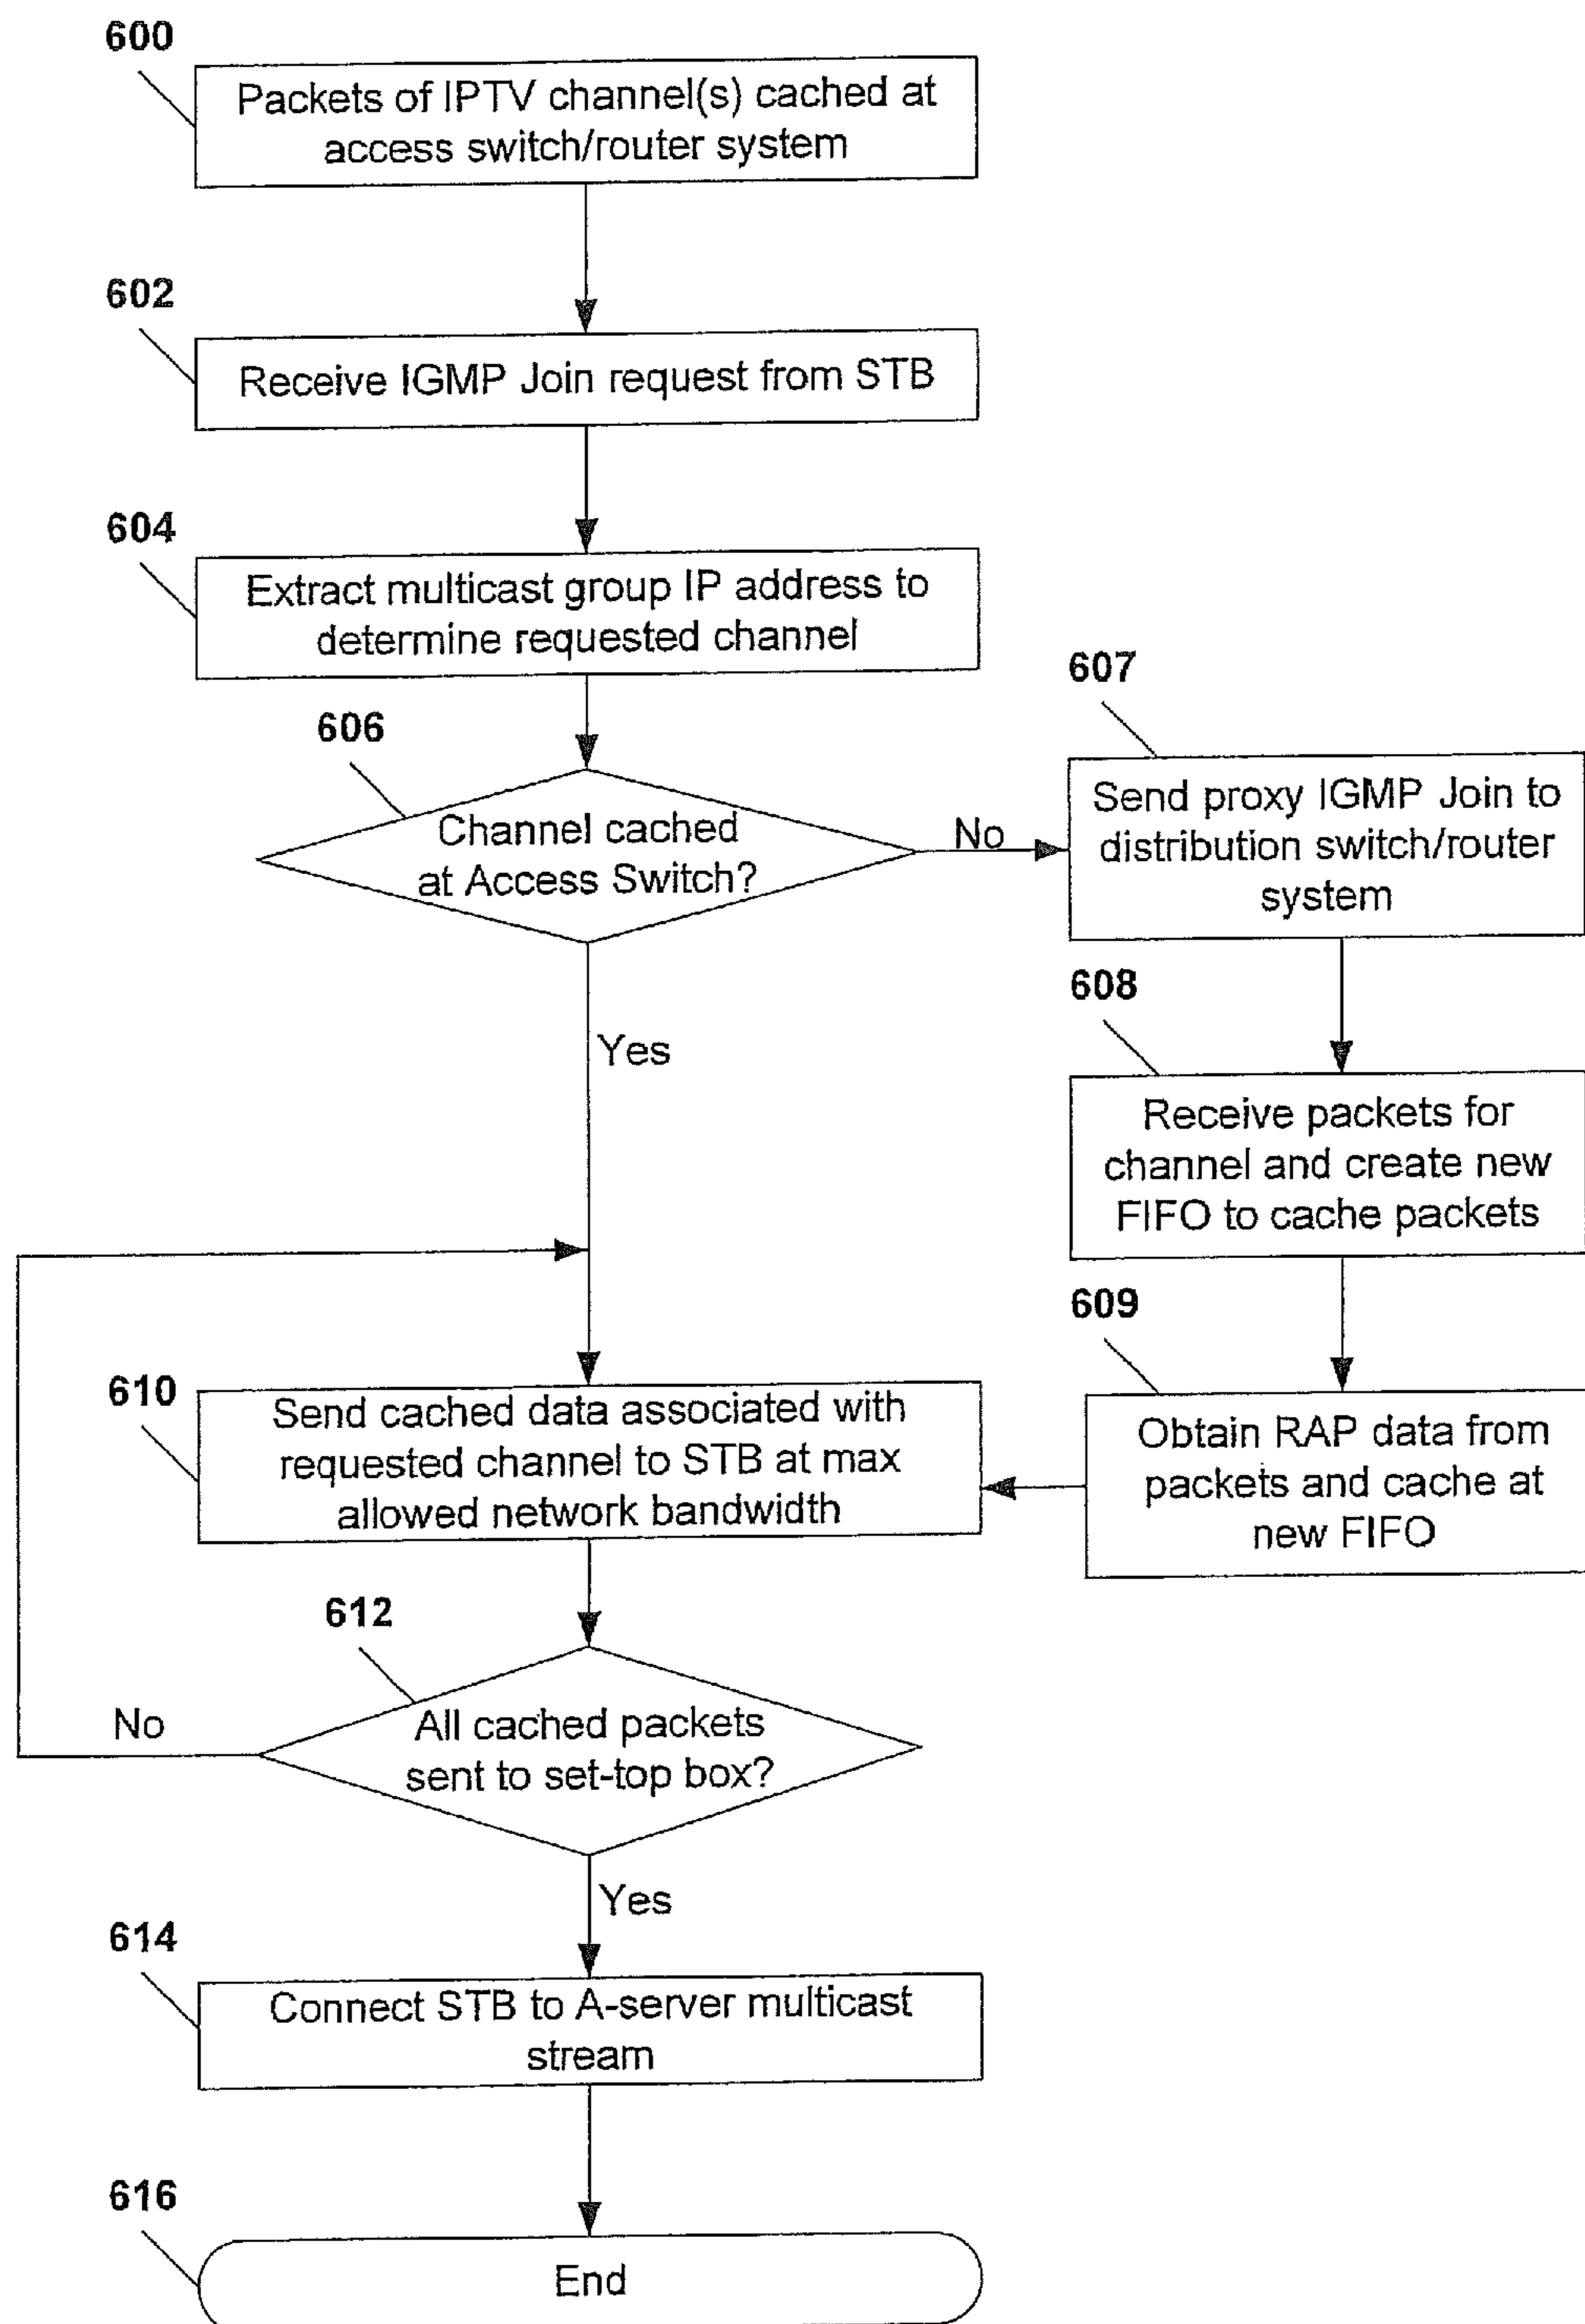 600
Packets of IPTV channel(s) cached at
access switch/router system
602
Receive IGMP Join request from STB
604
Extract multicast group IP address to
determine requested channel
606
Channel cached
at Access Switch?
No
607
Send proxy IGMP Join to
distribution switch/router
system
Yes
608
Receive packets for
channel and create new
FIFO to cache packets
609
Obtain RAP data from
packets and cache at
new FIFO
610
Send cached data associated with
requested channel to STB at max
allowed network bandwidth
612
All cached packets
sent to set-top box?
No
Yes
614
Connect STB to A-server multicast
stream
616
End